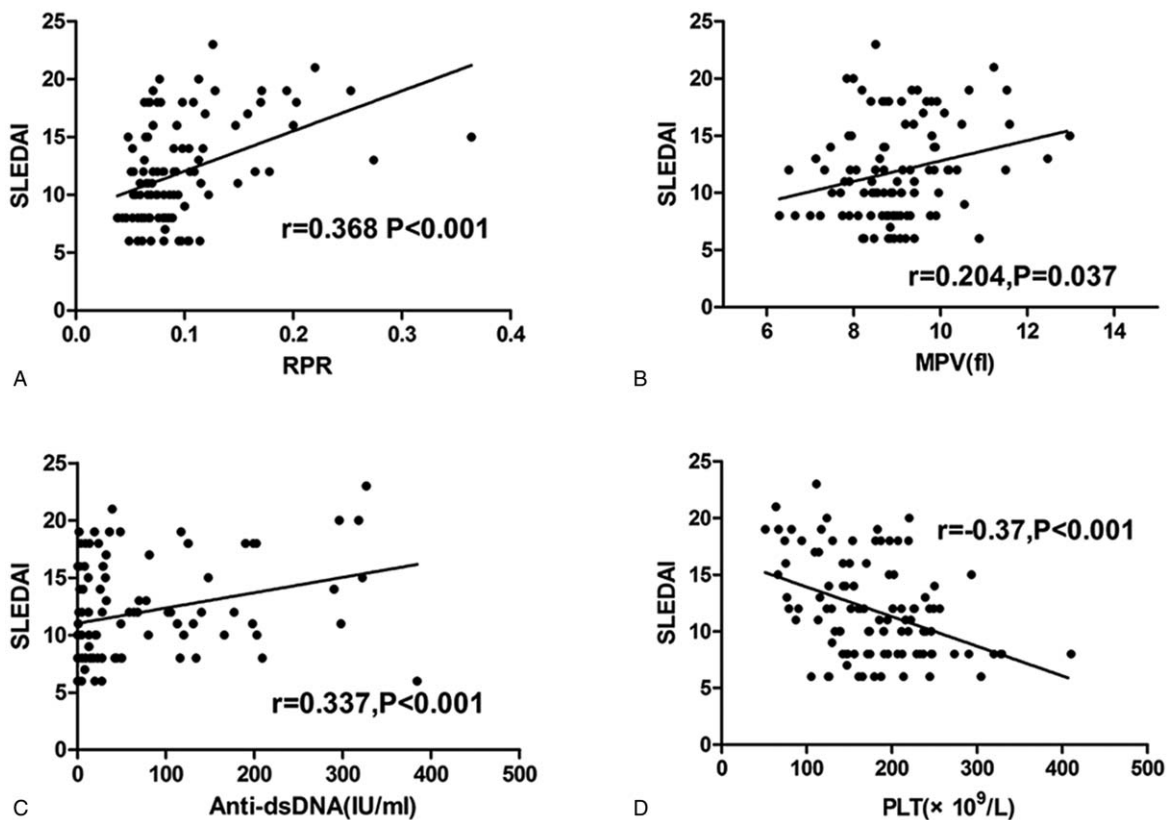 25
20
15
10
5
0
SLEDAI
r=0.368 P<0.001
0.0 0.1 0.2 0.3 0.4
RPR
A
25
20
15
10
5
0
SLEDAI
r=0.204,P=0.037
6 8 10 12 14
MPV(fl)
B
25
20
15
10
5
0
SLEDAI
r=0.337,P<0.001
0 100 200 300 400 500
Anti-dsDNA(IU/ml)
C
25
20
15
10
5
0
SLEDAI
r=-0.37,P<0.001
0 100 200 300 400 500
PLT(× 10⁹/L)
D